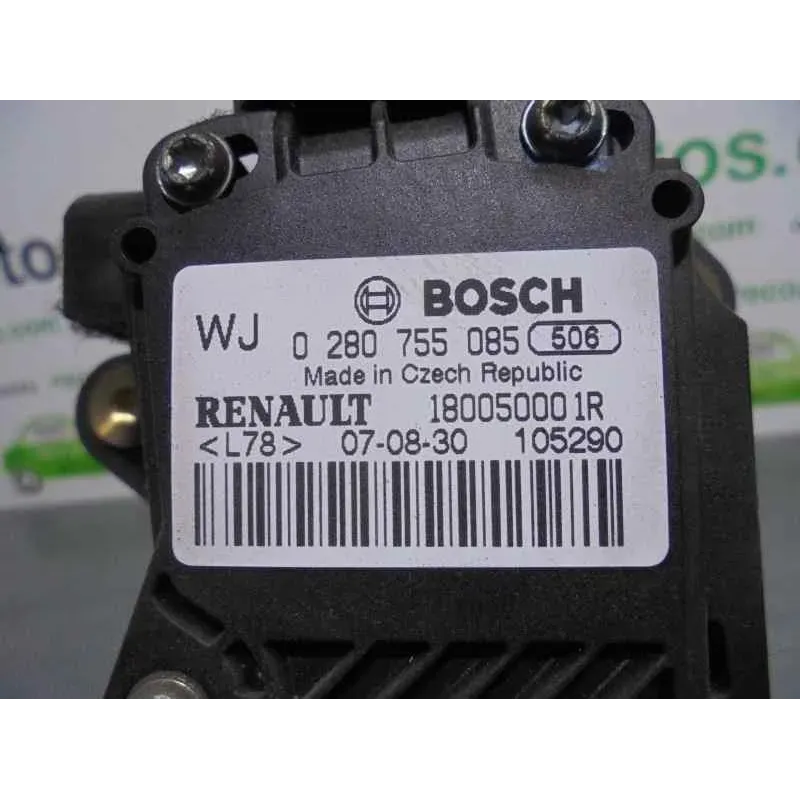 BOSCH
WJ 0 280 755 085 506
Made in Czech Republic
RENAULT 180050001R
<L78> 07-08-30 105290